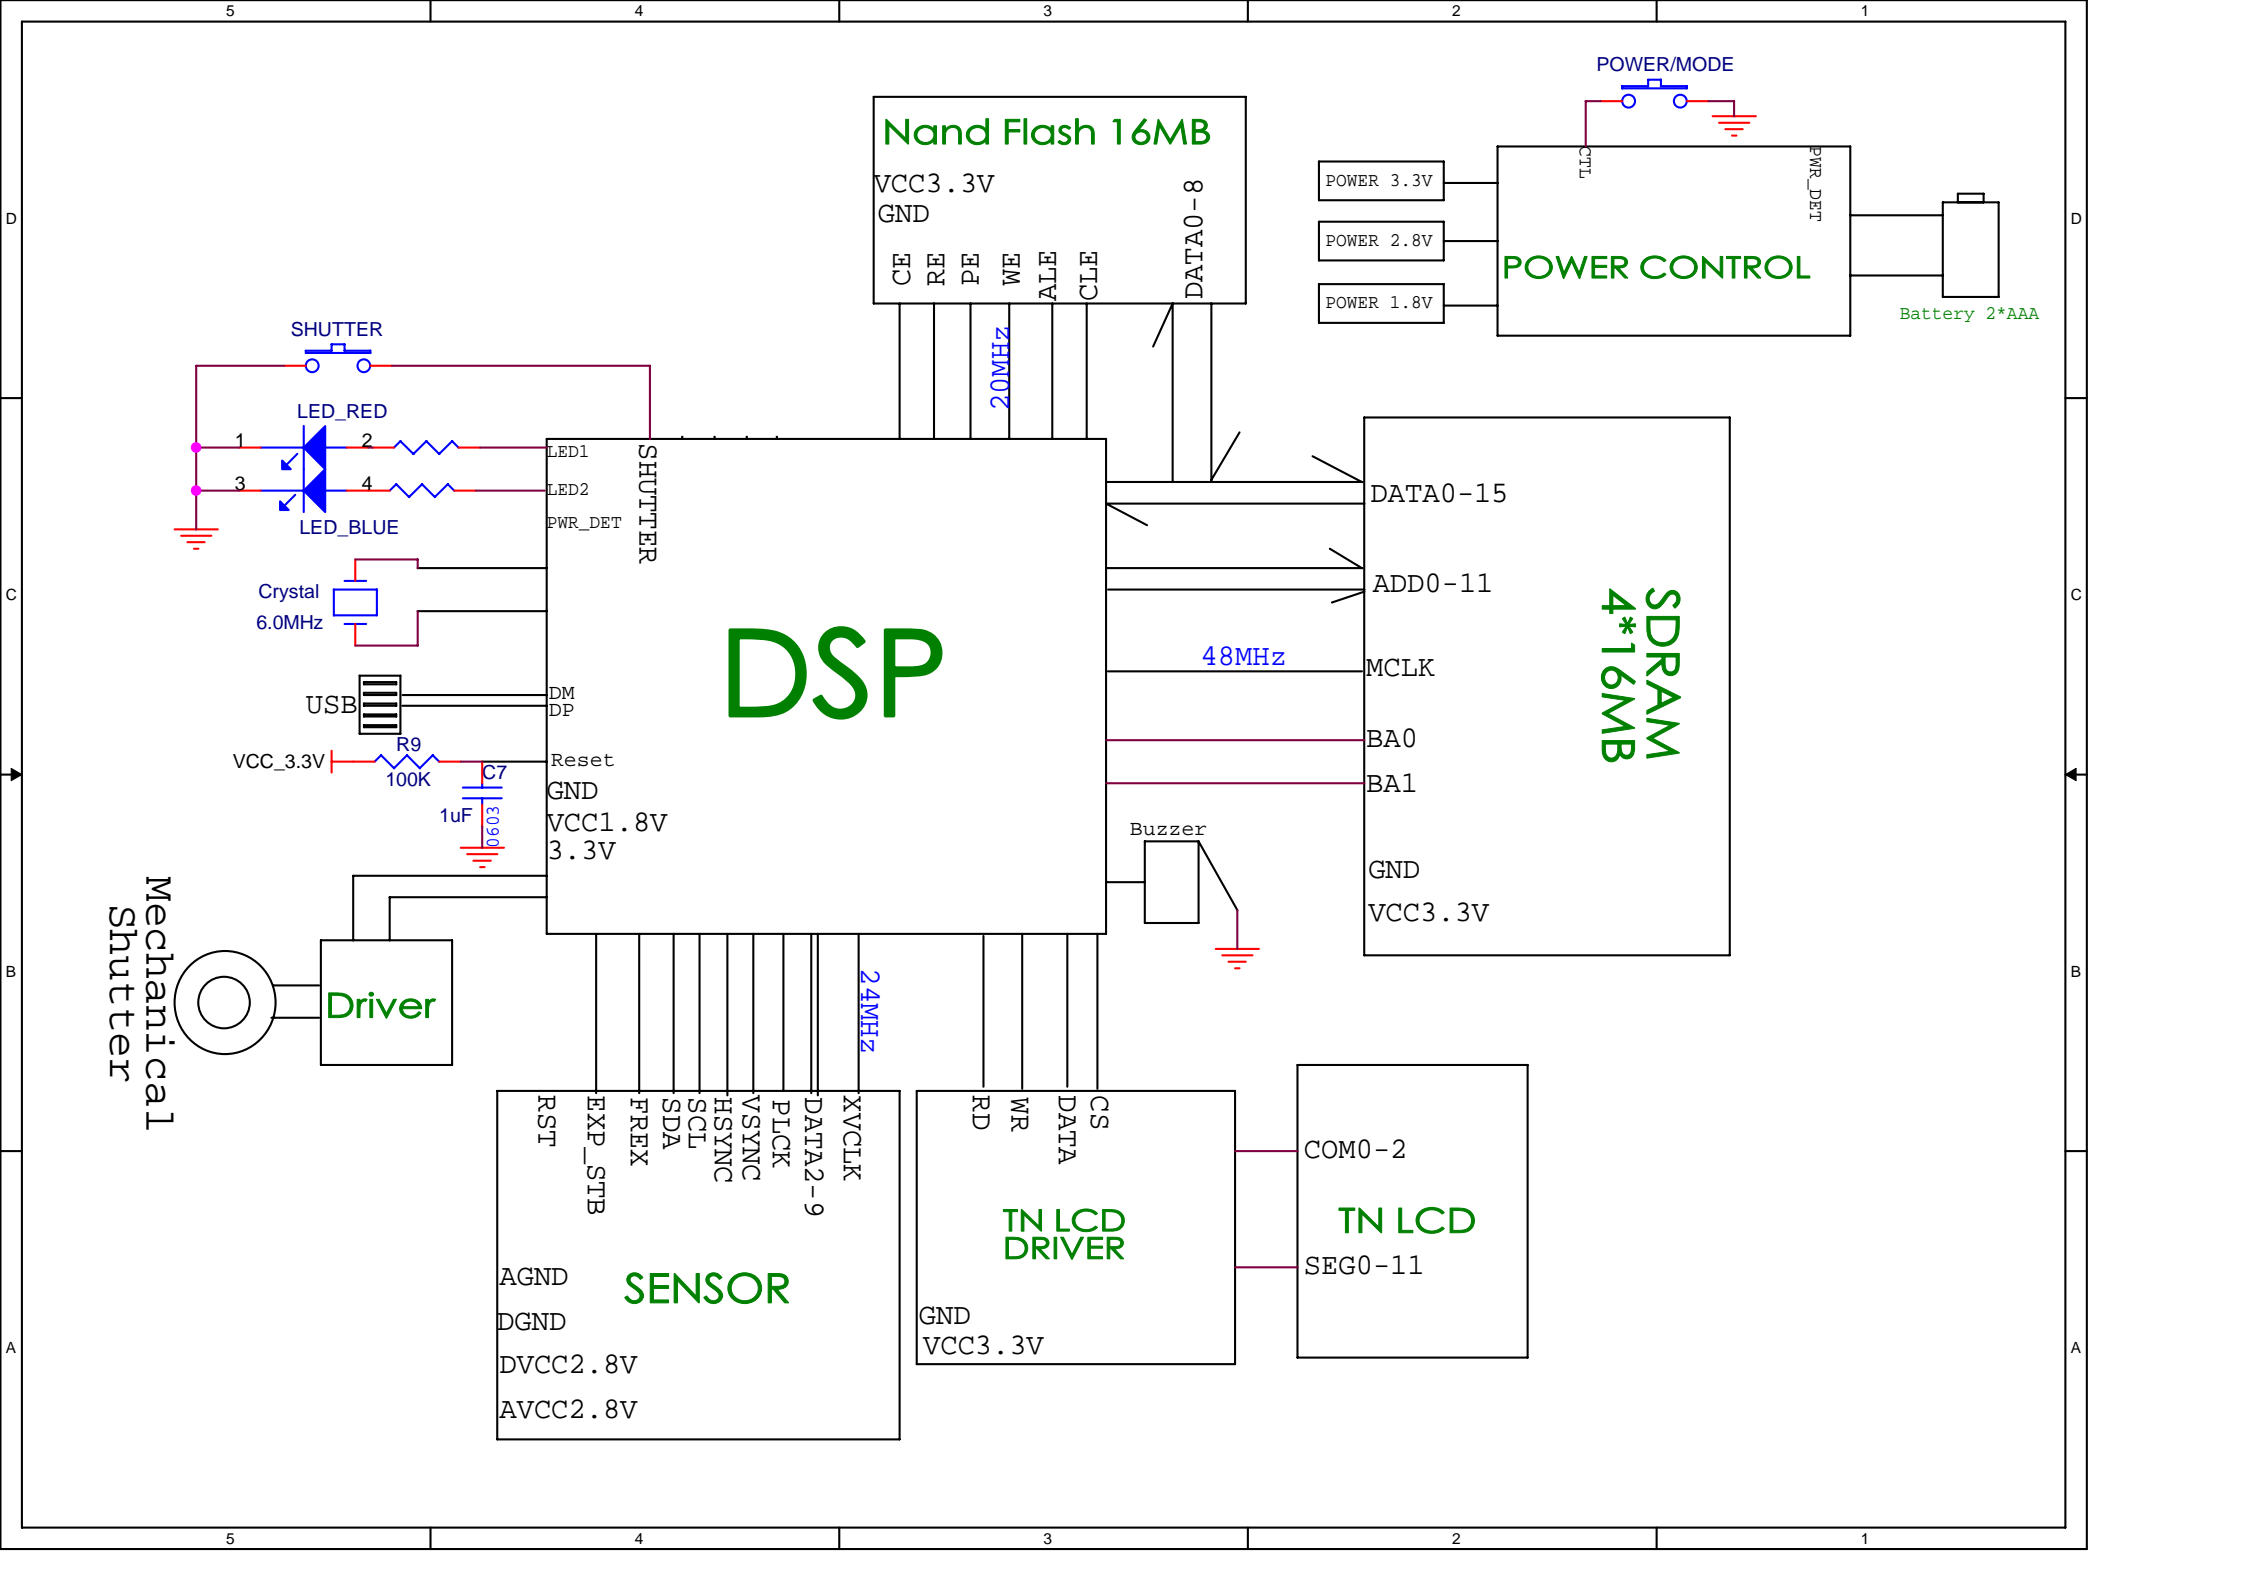 5 4 3 2 1
D
D
C
C
B
B
A
A
POWER/MODE
Nand Flash 16MB
VCC3.3V
GND
CE
RE
PE
WE
ALE
CLE
DATA0-8
20MHz
CTL
PWR_DET
POWER 3.3V
POWER 2.8V
POWER 1.8V
POWER CONTROL
Battery 2*AAA
SHUTTER
LED_RED
1 2
3 4
LED_BLUE
LED1
LED2
PWR_DET
SHUTTER
Crystal
6.0MHz
USB
DM
DP
VCC_3.3V
R9
100K
C7
1uF
0603
Reset
GND
VCC1.8V
3.3V
DSP
DATA0-15
ADD0-11
48MHz
MCLK
BA0
BA1
GND
VCC3.3V
SDRAM
4*16MB
Buzzer
Mechanical
Shutter
Driver
24MHz
RST
EXP_STB
FREX
SDA
SCL
HSYNC
VSYNC
PLCK
DATA2-9
XVCLK
SENSOR
AGND
DGND
DVCC2.8V
AVCC2.8V
RD
WR
DATA
CS
TN LCD
DRIVER
GND
VCC3.3V
COM0-2
TN LCD
SEG0-11
5 4 3 2 1